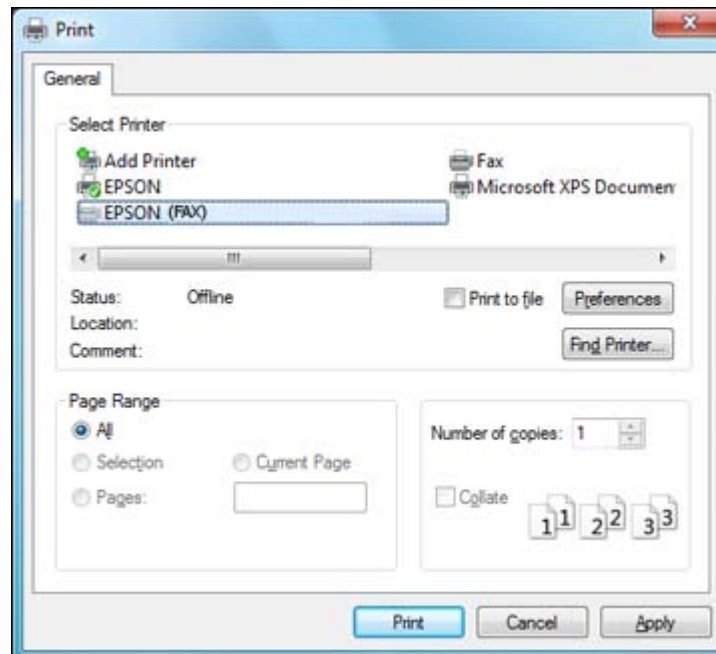 Print
General
Select Printer
Add Printer
Fax
EPSON
Microsoft XPS Documen
EPSON (FAX)
Status: Offline
Print to file
Preferences
Location:
Comment:
Find Printer...
Page Range
All
Selection
Current Page
Pages:
Number of copies: 1
Collate
1 1 2 2 3 3
Print
Cancel
Apply